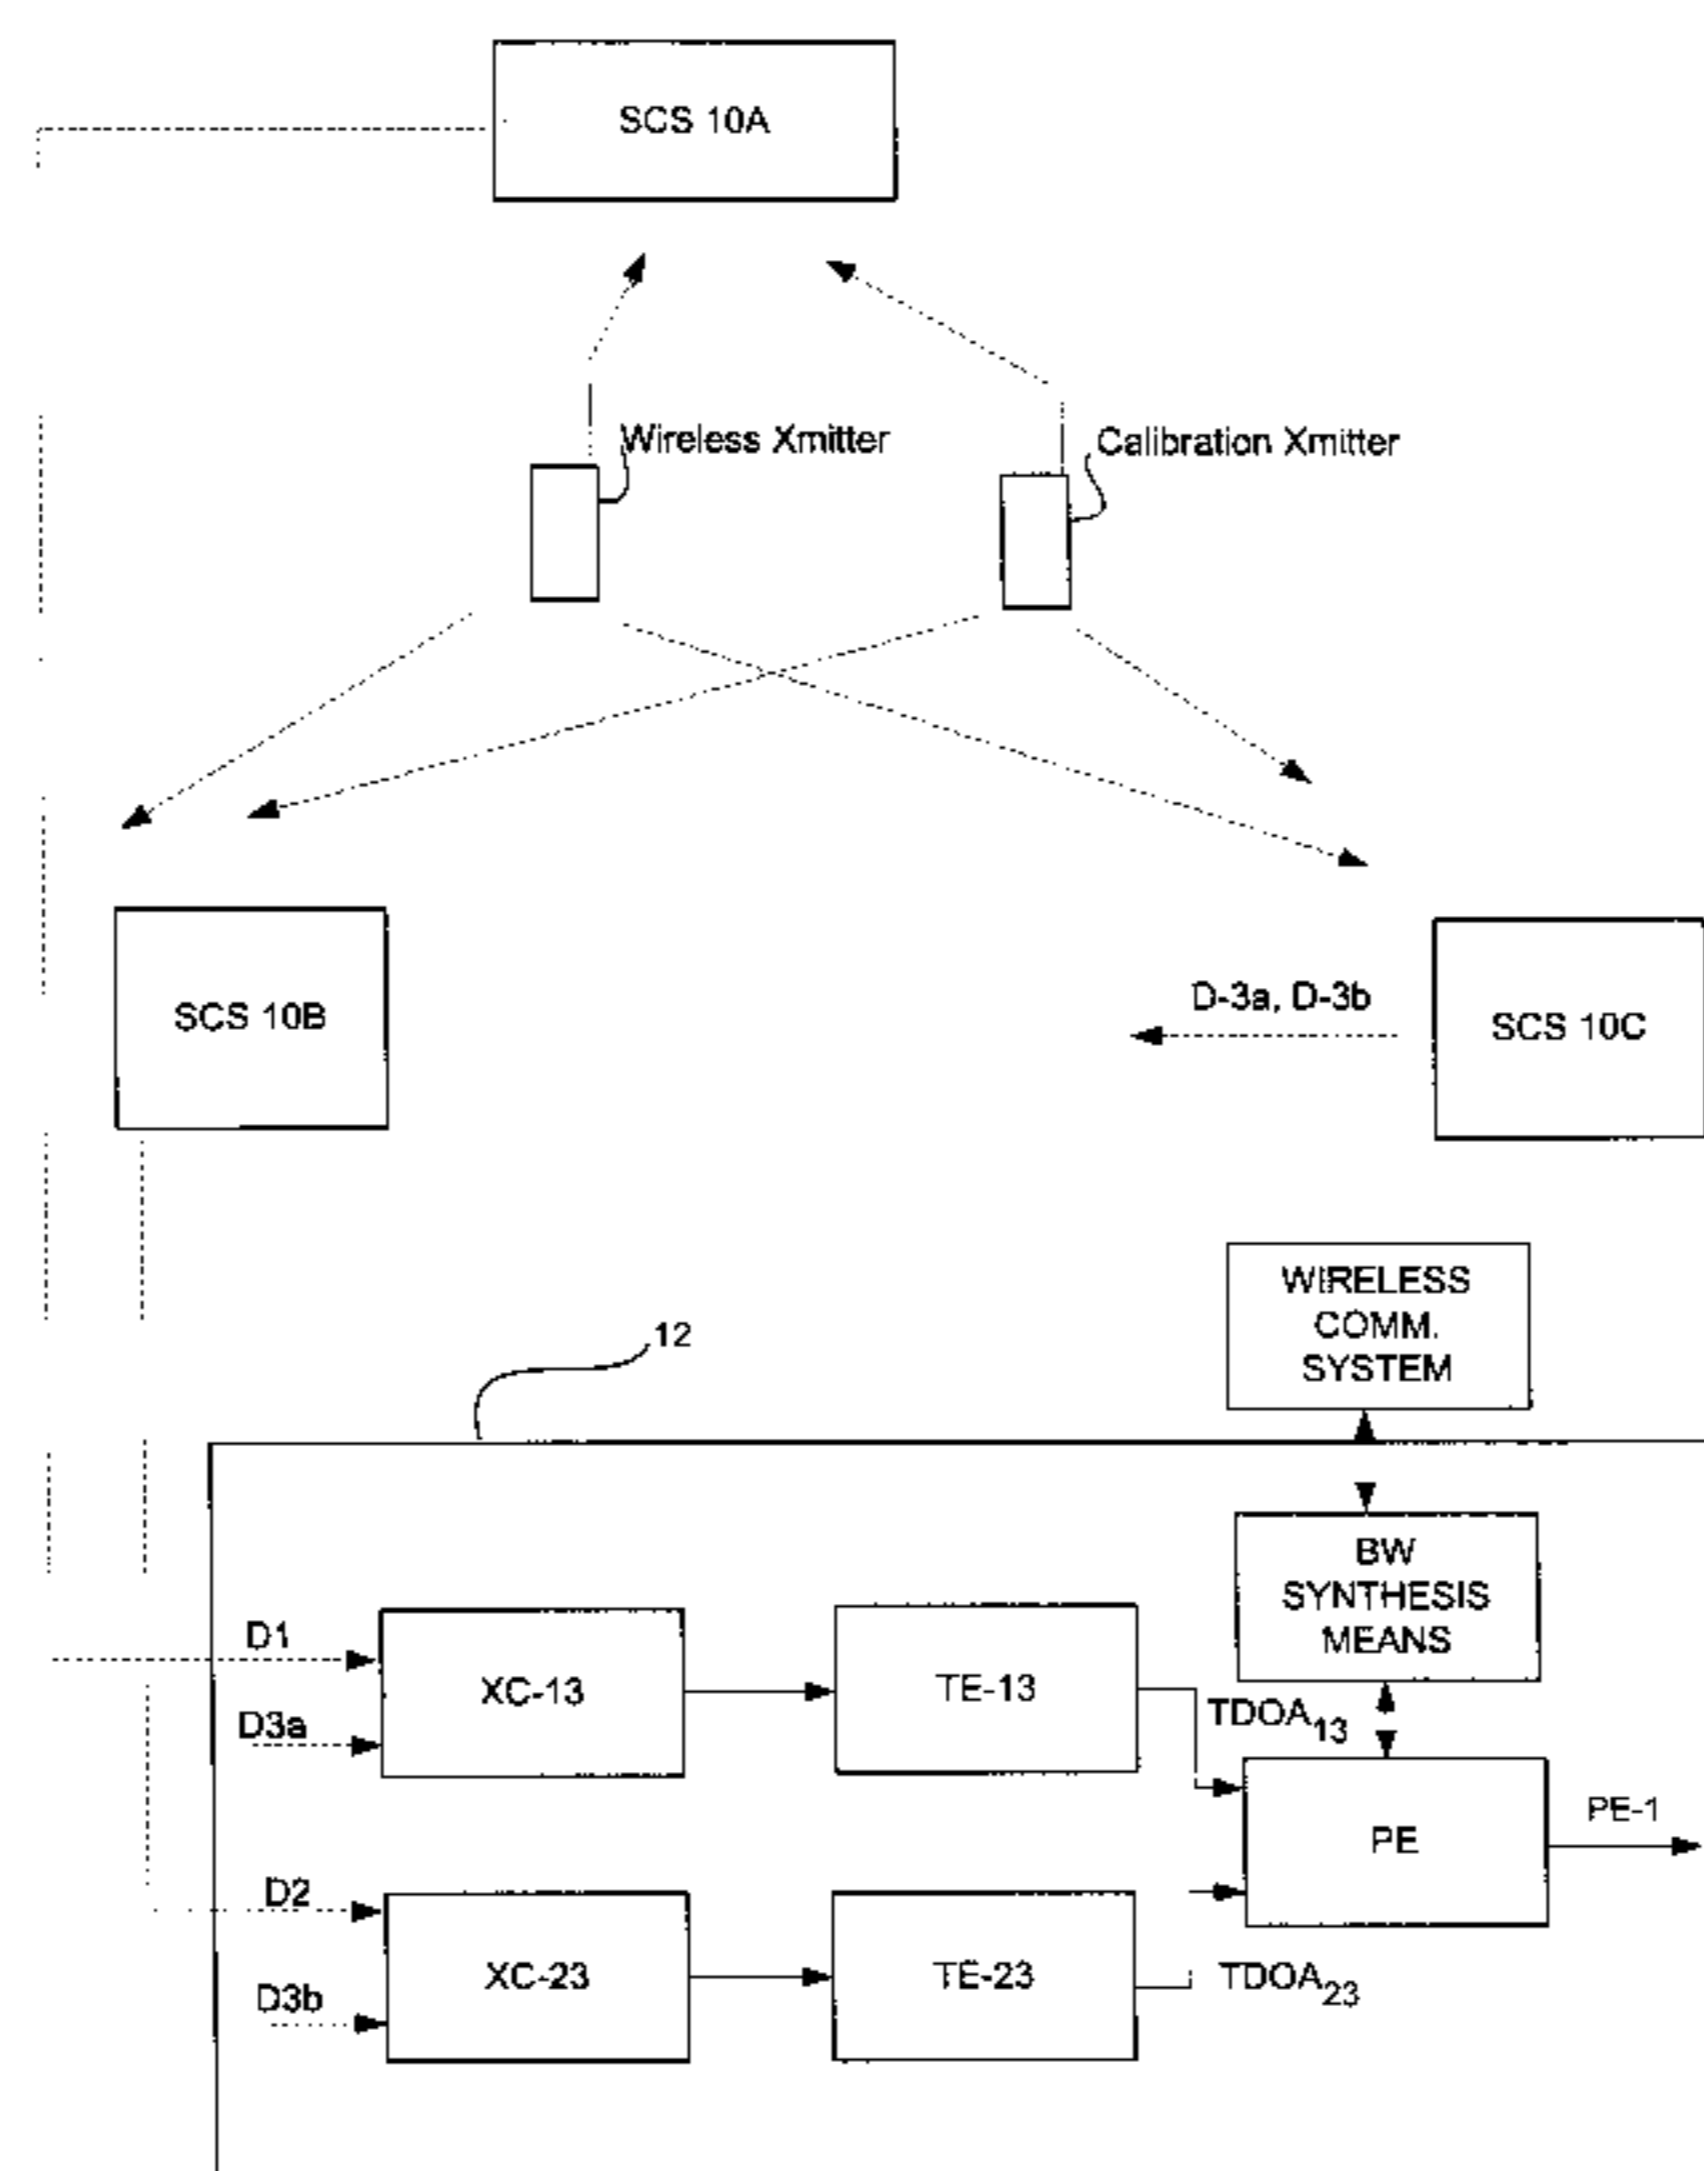 SCS 10A
Wireless Xmitter
Calibration Xmitter
SCS 10B
D-3a, D-3b
SCS 10C
WIRELESS
COMM.
SYSTEM
12
BW
SYNTHESIS
MEANS
D1
XC-13
TE-13
TDOA13
D3a
PE-1
PE
D2
XC-23
TE-23
TDOA23
D3b